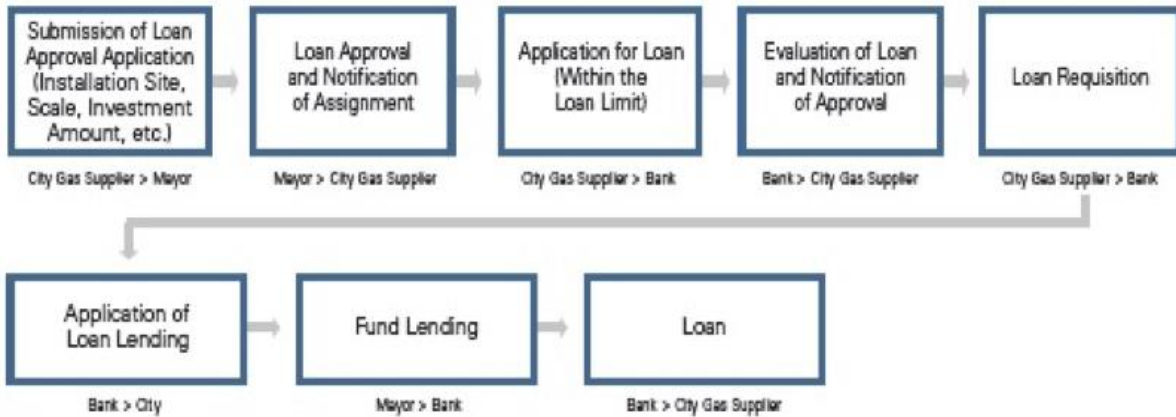 Submission of Loan
Approval Application
(Installation Site,
Scale, Investment
Amount, etc.)
City Gas Supplier > Mayor
Loan Approval
and Notification
of Assignment
Mayor > City Gas Supplier
Application for Loan
(Within the
Loan Limit)
City Gas Supplier > Bank
Evaluation of Loan
and Notification
of Approval
Bank > City Gas Supplier
Loan Requisition
City Gas Supplier > Bank
Application of
Loan Lending
Bank > City
Fund Lending
Mayor > Bank
Loan
Bank > City Gas Supplier